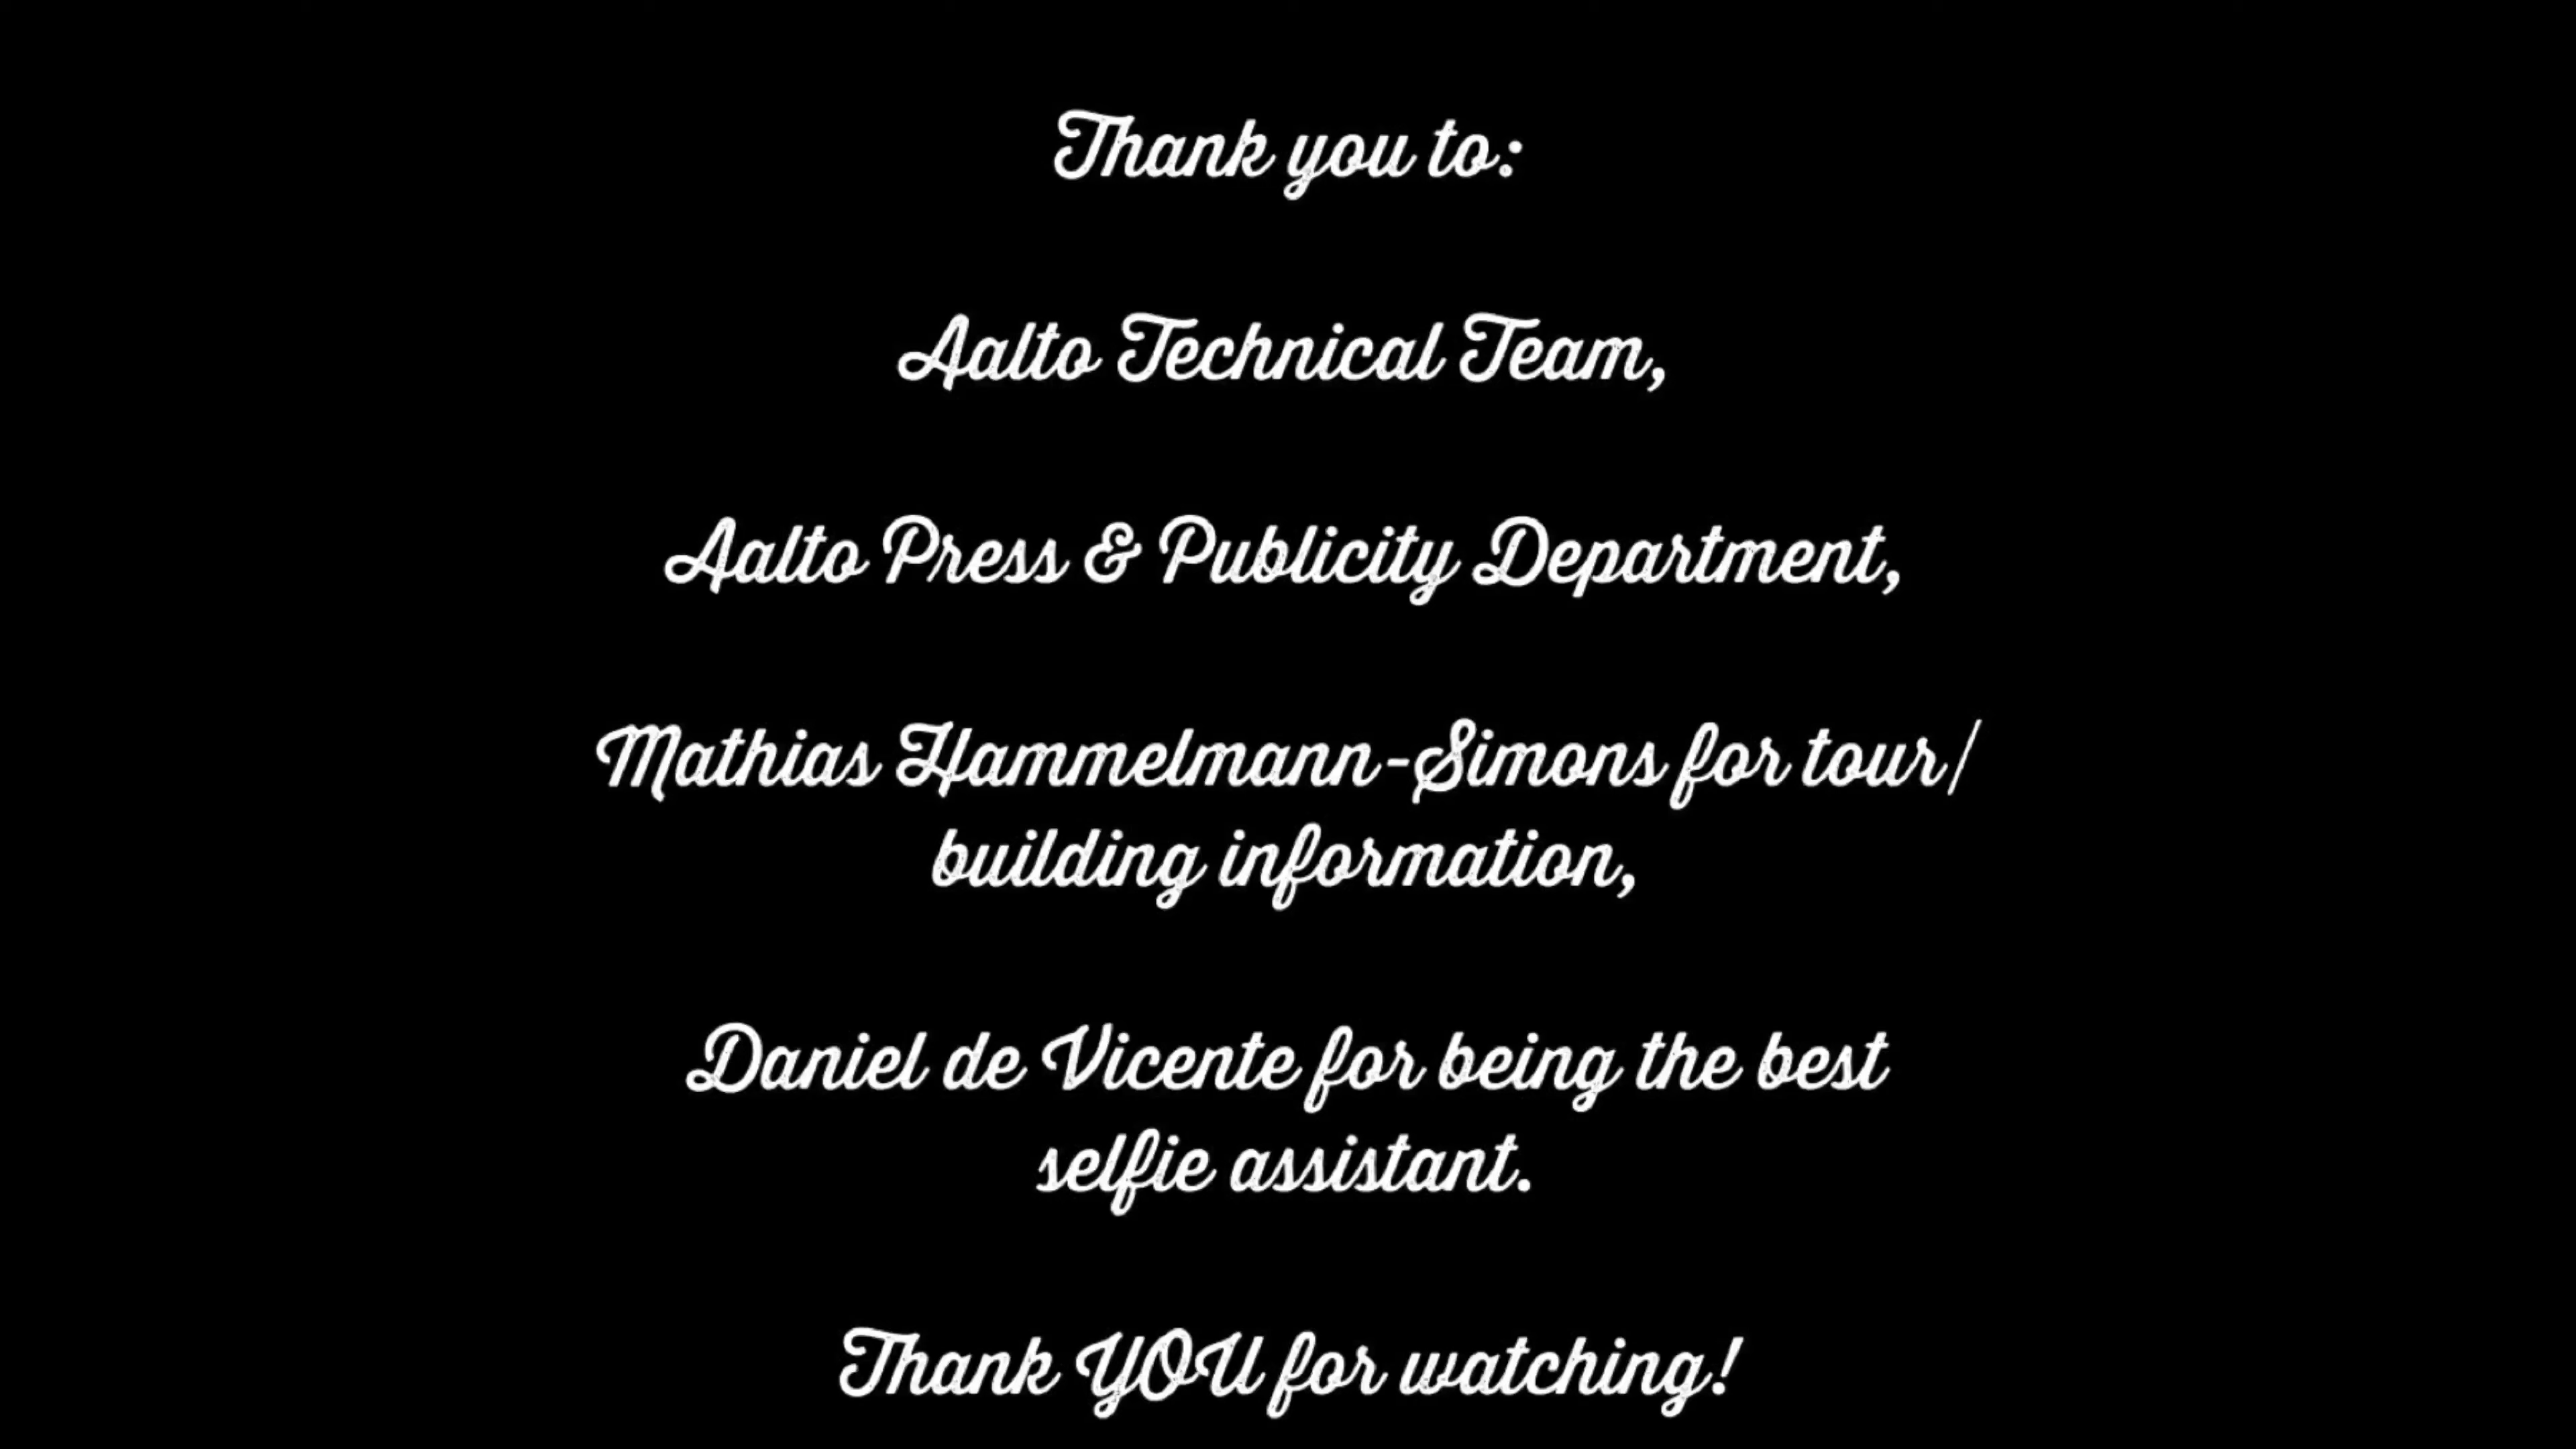 Thank you to:
Aalto Technical Team,
Aalto Press & Publicity Department,
Mathias Hammelmann-Simons for tour/
building information,
Daniel de Vicente for being the best
selfie assistant.
Thank YOU for watching!